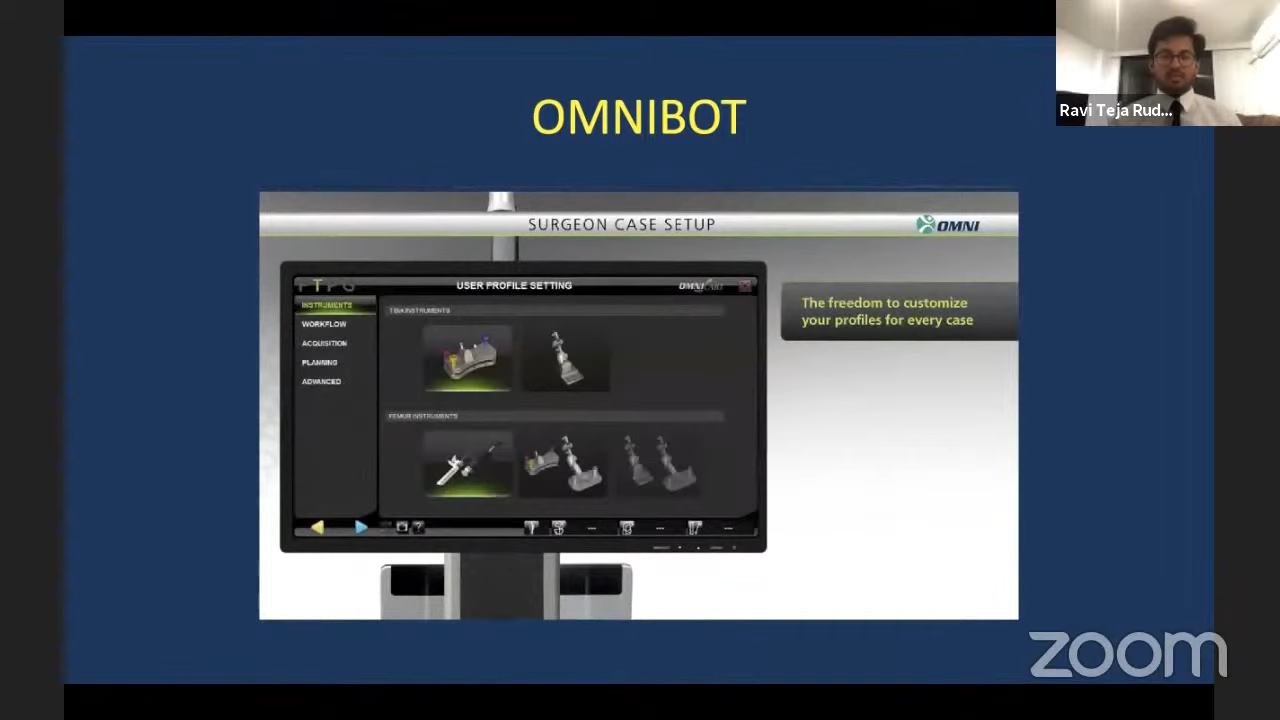 OMNIBOT
Ravi Teja Rud...
SURGEON CASE SETUP
OMNI
USER PROFILE SETTING
INSTRUMENTS
WORKFLOW
ACQUISITION
PLANNING
ADVANCED
TIBIA INSTRUMENTS
FEMUR INSTRUMENTS
The freedom to customize
your profiles for every case
zoom